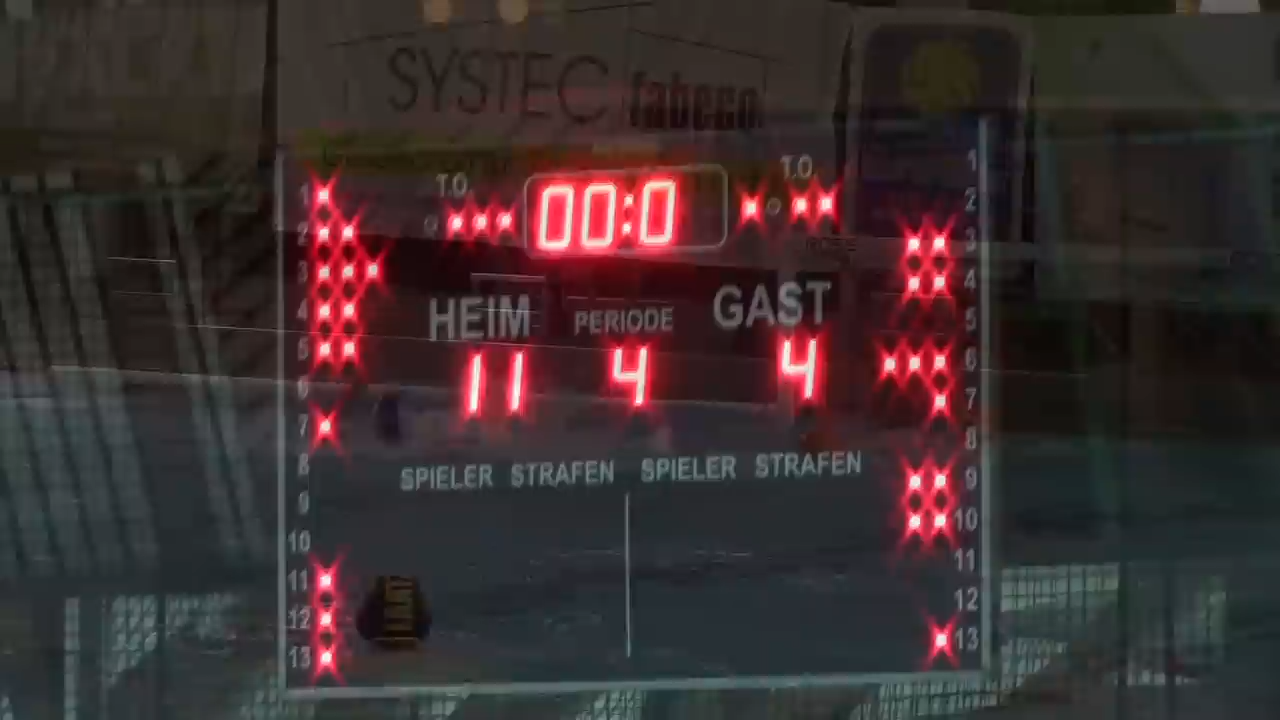 SYSTEC fabeco
T.O. T.O.
00:0
HEIM PERIODE GAST
11 4 4
SPIELER STRAFEN SPIELER STRAFEN
1 1
2 2
3 3
4 4
5 5
6 6
7 7
8 8
9 9
10 10
11 11
12 12
13 13